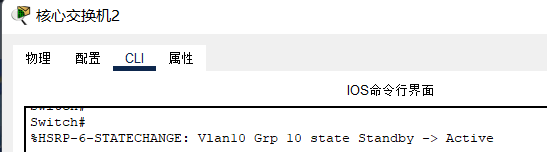 核心交换机2
物理 配置 CLI 属性
IOS命令行界面
Switch#
Switch#
%HSRP-6-STATECHANGE: Vlan10 Grp 10 state Standby -> Active